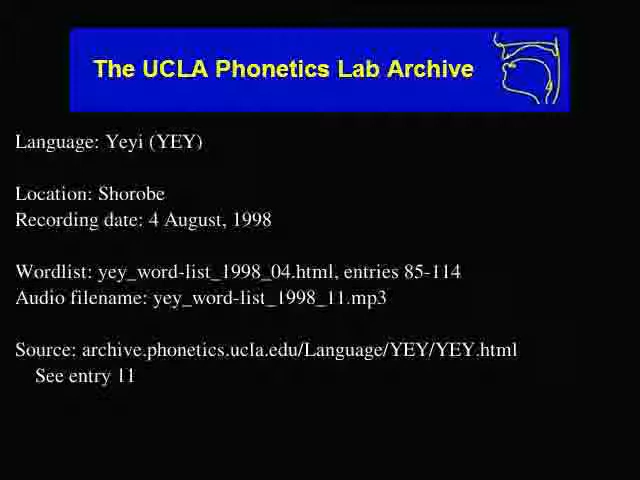 The UCLA Phonetics Lab Archive
Language: Yeyi (YEY)
Location: Shorobe
Recording date: 4 August, 1998
Wordlist: yey_word-list_1998_04.html, entries 85-114
Audio filename: yey_word-list_1998_11.mp3
Source: archive.phonetics.ucla.edu/Language/YEY/YEY.html
See entry 11